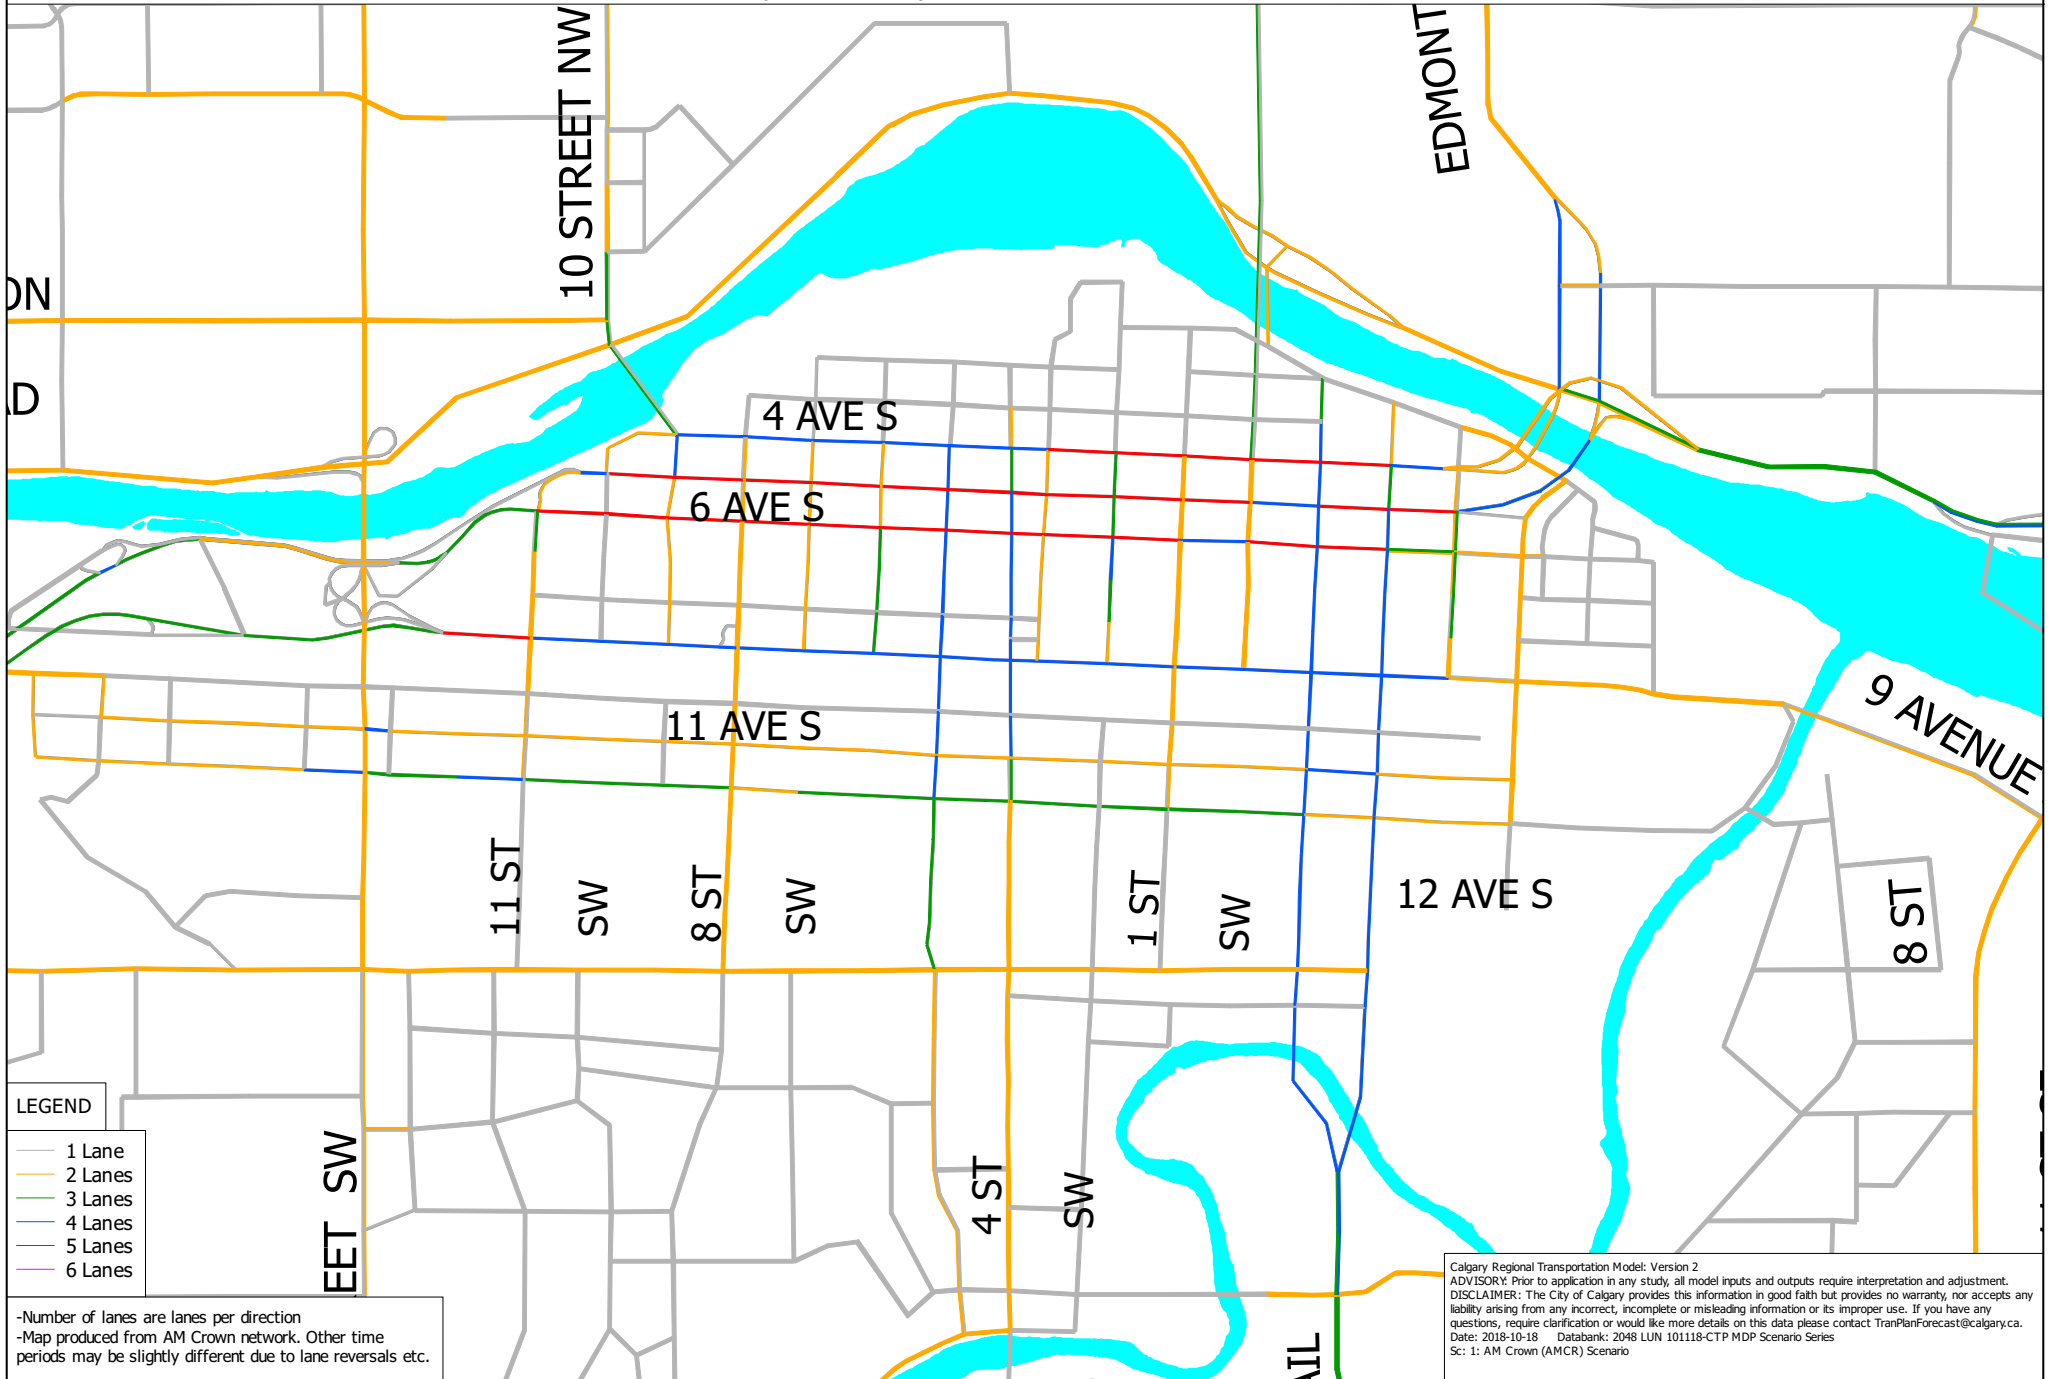 10 STREET NW
EDMONT
ON
AD
4 AVE S
6 AVE S
11 AVE S
9 AVENUE
11 ST
SW
8 ST
SW
1 ST
SW
12 AVE S
8 ST
4 ST
SW
EET SW
AIL
LEGEND
1 Lane
2 Lanes
3 Lanes
4 Lanes
5 Lanes
6 Lanes
-Number of lanes are lanes per direction
-Map produced from AM Crown network. Other time
periods may be slightly different due to lane reversals etc.
Calgary Regional Transportation Model: Version 2
ADVISORY: Prior to application in any study, all model inputs and outputs require interpretation and adjustment.
DISCLAIMER: The City of Calgary provides this information in good faith but provides no warranty, nor accepts any
liability arising from any incorrect, incomplete or misleading information or its improper use. If you have any
questions, require clarification or would like more details on this data please contact TranPlanForecast@calgary.ca.
Date: 2018-10-18 Databank: 2048 LUN 101118-CTP MDP Scenario Series
Sc: 1: AM Crown (AMCR) Scenario